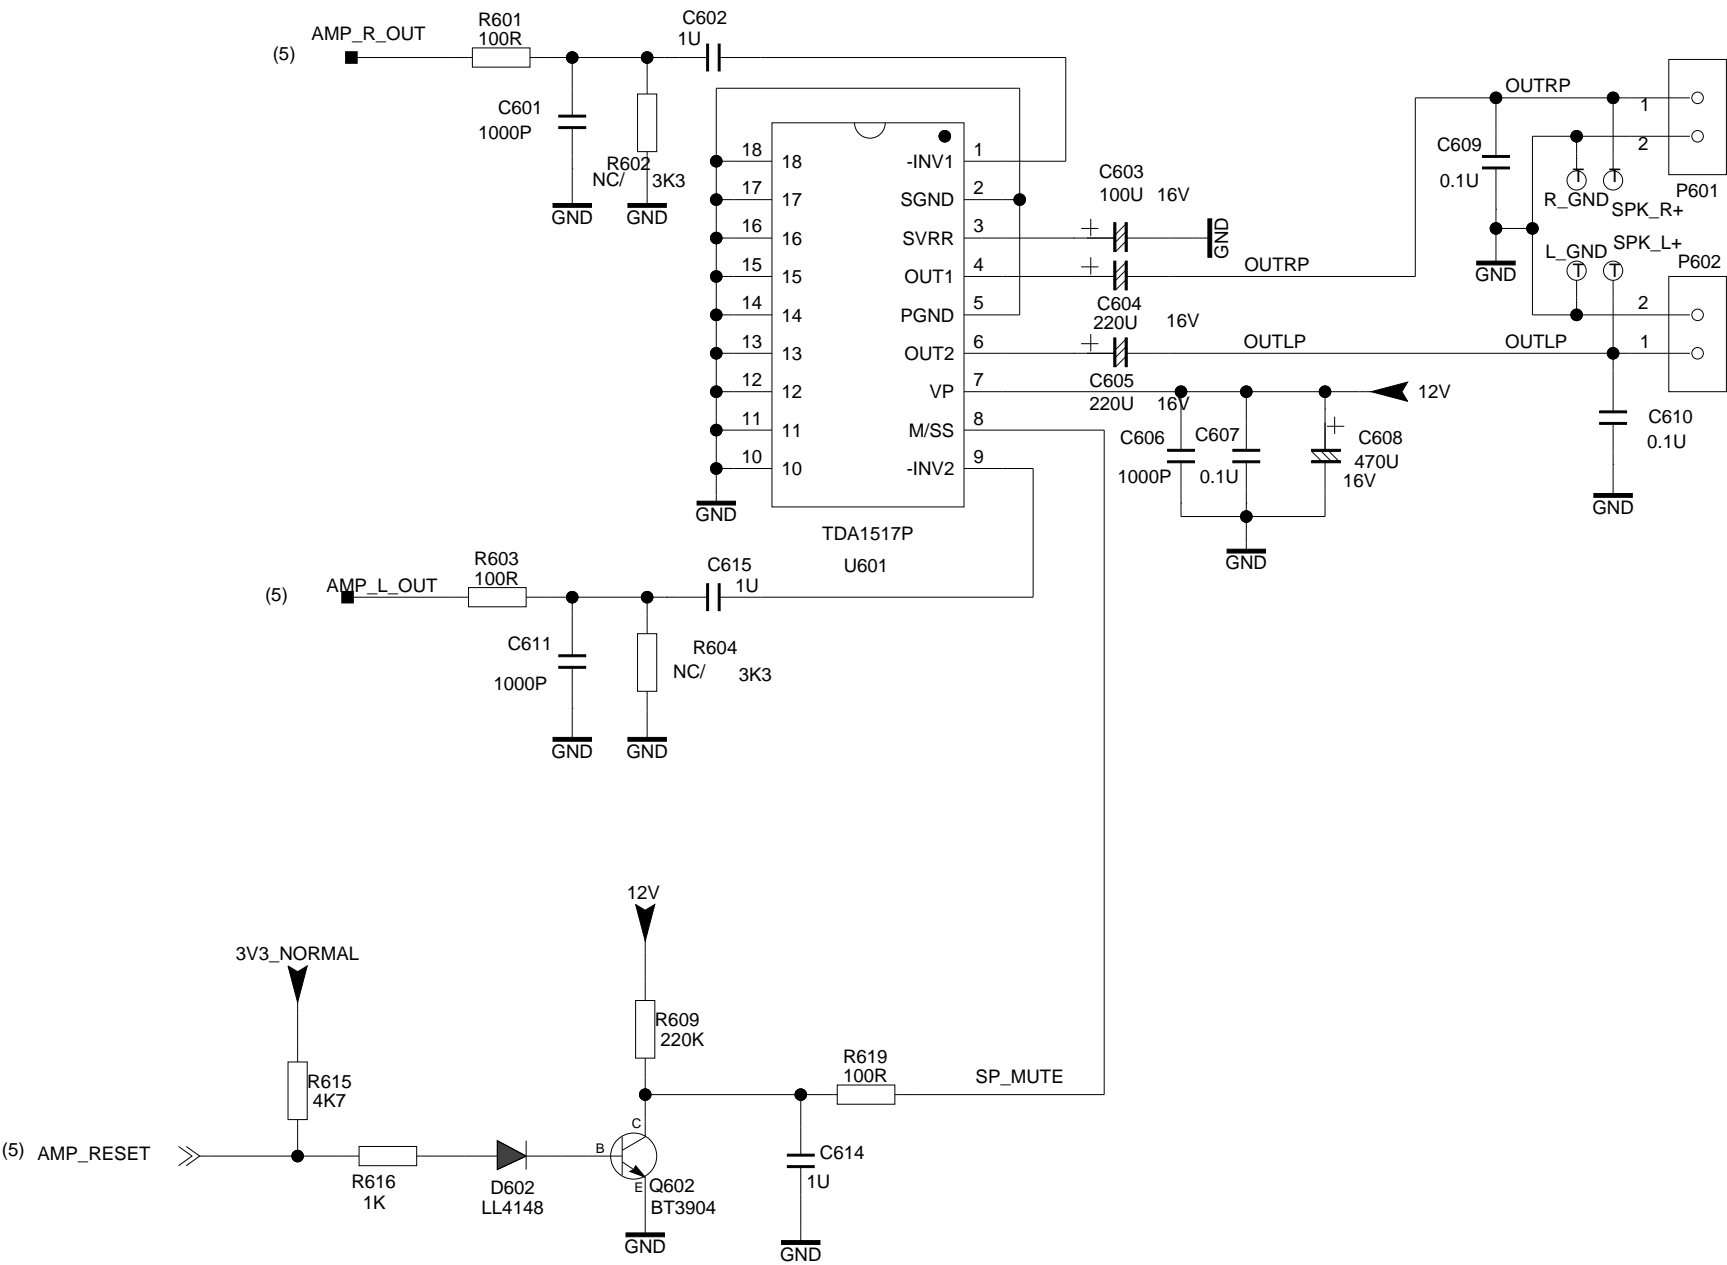 (5)
AMP_R_OUT
R601
100R
C602
1U
C601
1000P
R602
NC/
3K3
GND
GND
18
18
17
17
16
16
15
15
14
14
13
13
12
12
11
11
10
10
GND
-INV1
1
SGND
2
SVRR
3
OUT1
4
PGND
5
OUT2
6
VP
7
M/SS
8
-INV2
9
TDA1517P
U601
C603
100U
16V
+
GND
+
OUTRP
C604
220U
16V
+
OUTLP
C605
220U
16V
12V
C606
1000P
C607
0.1U
+
C608
470U
16V
GND
OUTRP
1
2
C609
0.1U
GND
T
T
R_GND
SPK_R+
P601
L_GND
SPK_L+
T
T
P602
2
OUTLP
1
C610
0.1U
GND
(5)
AMP_L_OUT
R603
100R
C615
1U
C611
1000P
R604
NC/
3K3
GND
GND
12V
3V3_NORMAL
R609
220K
R615
4K7
R619
100R
SP_MUTE
(5)
AMP_RESET
R616
1K
D602
LL4148
B
C
E
Q602
BT3904
GND
C614
1U
GND